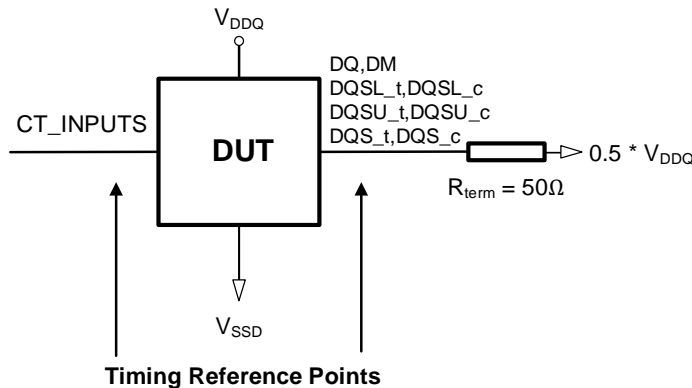 V_DDQ
DQ,DM
DQSL_t,DQSL_c
DQSU_t,DQSU_c
DQS_t,DQS_c
CT_INPUTS
DUT
0.5 * V_DDQ
R_term = 50Ω
V_SSD
Timing Reference Points